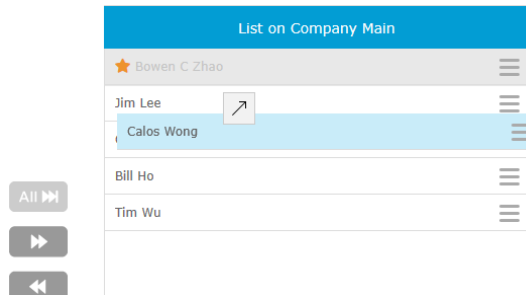 List on Company Main
Bowen C Zhao
Jim Lee
Calos Wong
Bill Ho
Tim Wu
All